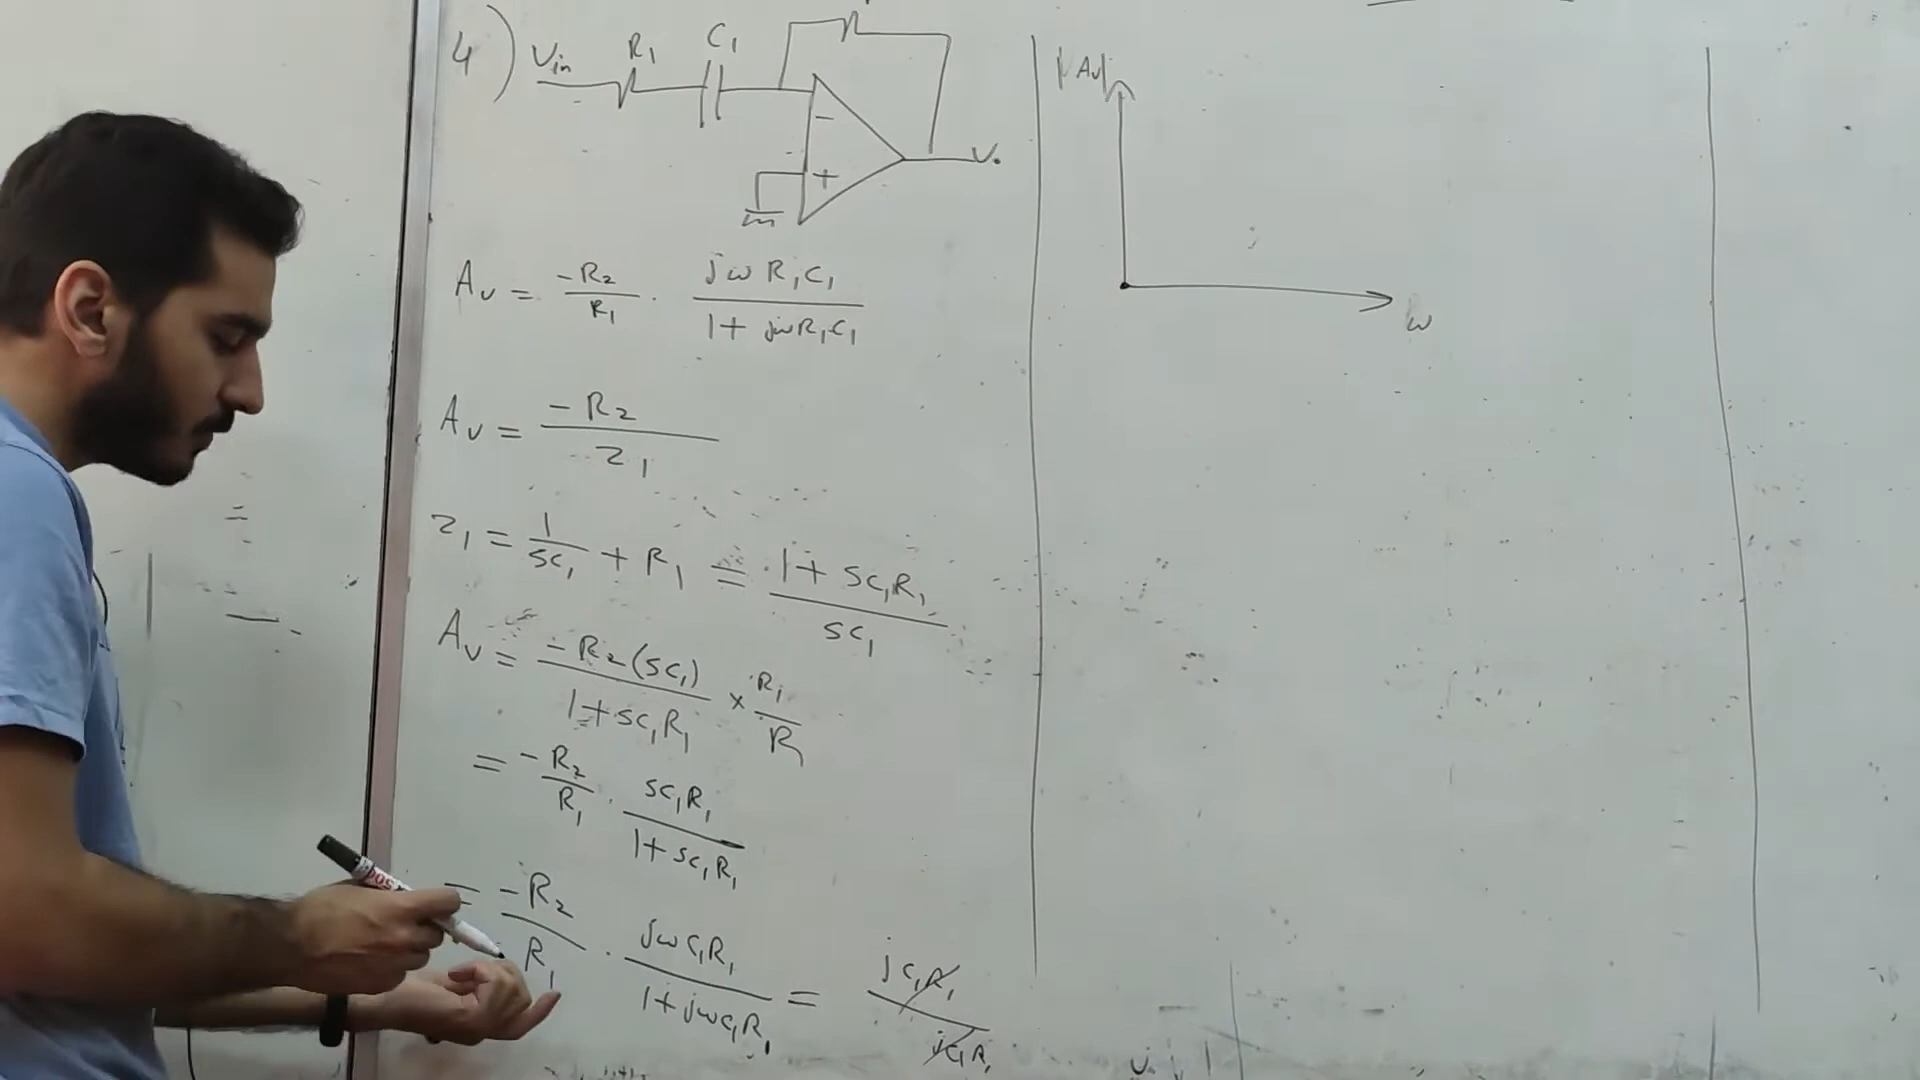 4) Vin R1 C1
-
+
Vo
Av = -R2/R1 . jωR1C1/1+jωR1C1
Av = -R2/Z1
Z1 = 1/SC1 + R1 = 1+SC1R1/SC1
Av = -R2(SC1)/1+SC1R1 × R1/R1
= -R2/R1 . SC1R1/1+SC1R1
= -R2/R1 . jωC1R1/1+jωC1R1 = jC1R1/jC1R1
|Av|
ω